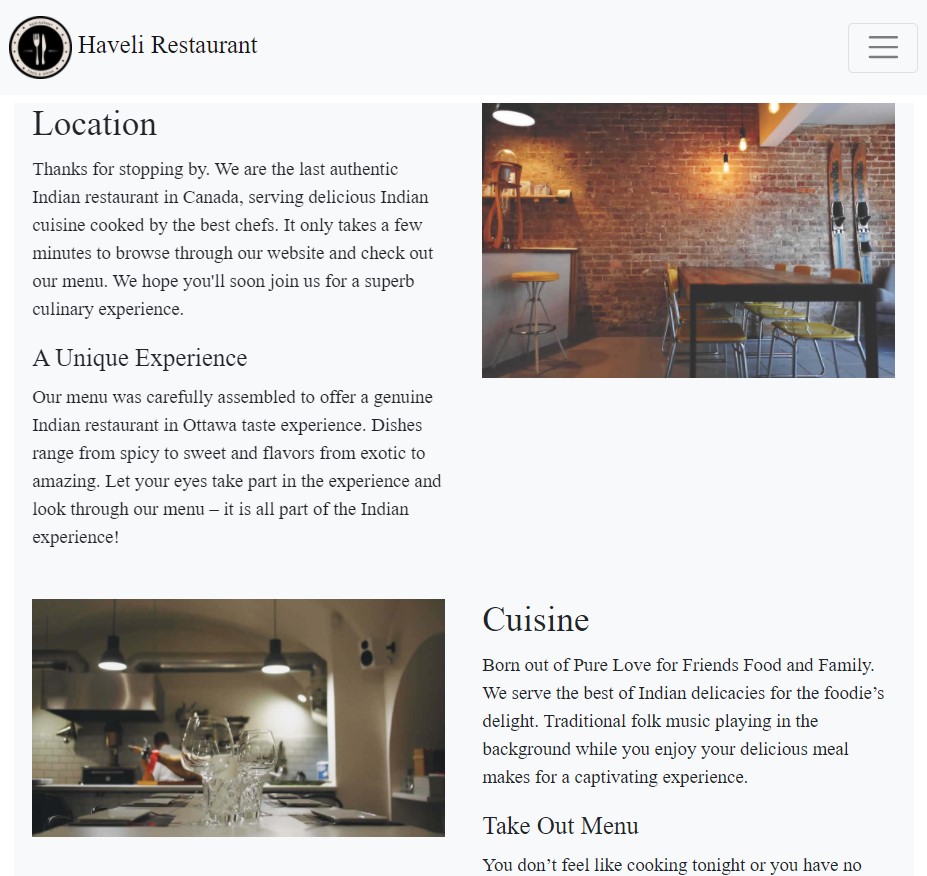 Haveli Restaurant
Location
Thanks for stopping by. We are the last authentic
Indian restaurant in Canada, serving delicious Indian
cuisine cooked by the best chefs. It only takes a few
minutes to browse through our website and check out
our menu. We hope you'll soon join us for a superb
culinary experience.
A Unique Experience
Our menu was carefully assembled to offer a genuine
Indian restaurant in Ottawa taste experience. Dishes
range from spicy to sweet and flavors from exotic to
amazing. Let your eyes take part in the experience and
look through our menu – it is all part of the Indian
experience!
Cuisine
Born out of Pure Love for Friends Food and Family.
We serve the best of Indian delicacies for the foodie’s
delight. Traditional folk music playing in the
background while you enjoy your delicious meal
makes for a captivating experience.
Take Out Menu
You don’t feel like cooking tonight or you have no